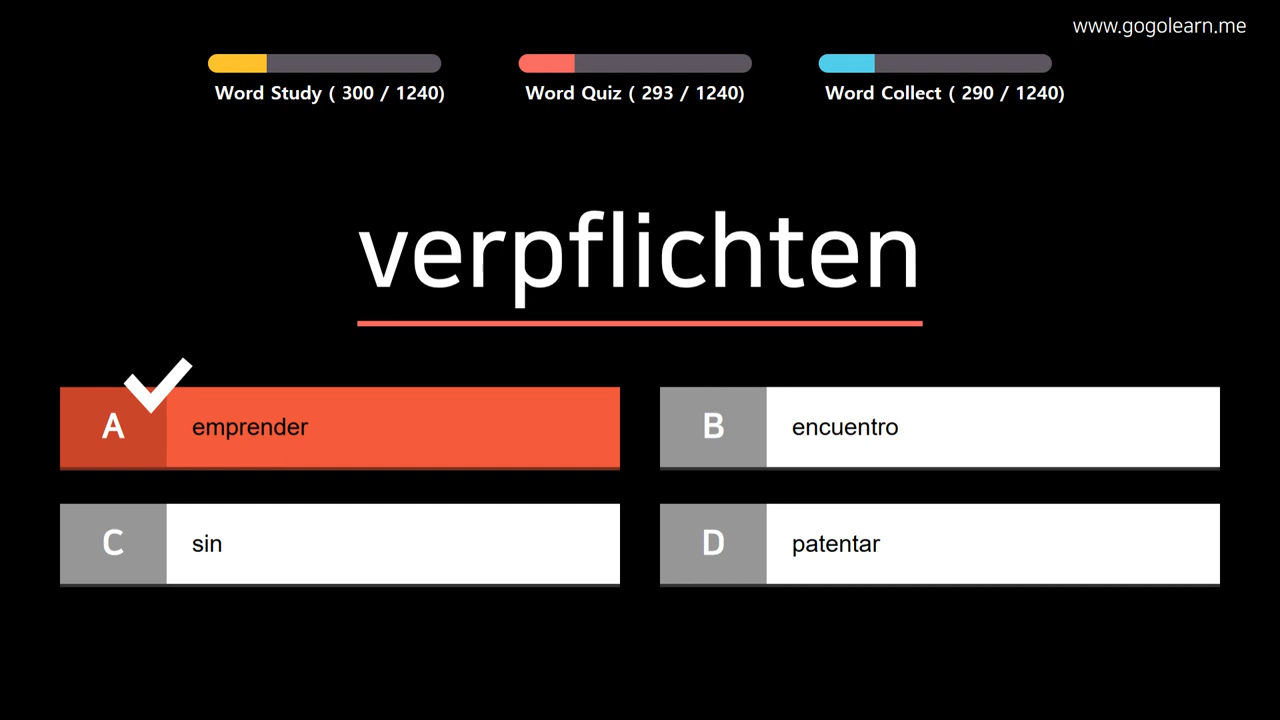 www.gogolearn.me
Word Study ( 300 / 1240)
Word Quiz ( 293 / 1240)
Word Collect ( 290 / 1240)
verpflichten
A
emprender
B
encuentro
C
sin
D
patentar